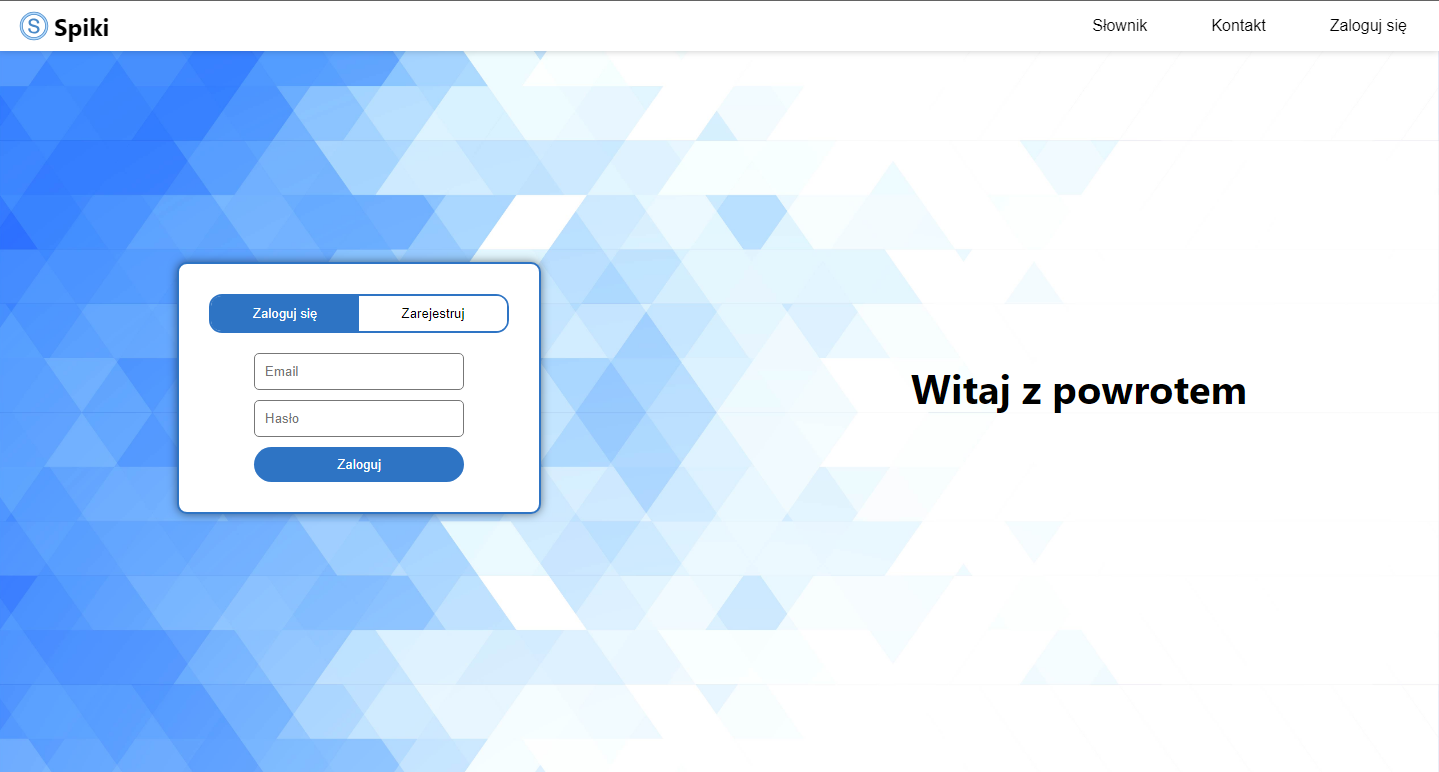 S Spiki
Słownik
Kontakt
Zaloguj się
Zaloguj się
Zarejestruj
Email
Hasło
Zaloguj
Witaj z powrotem